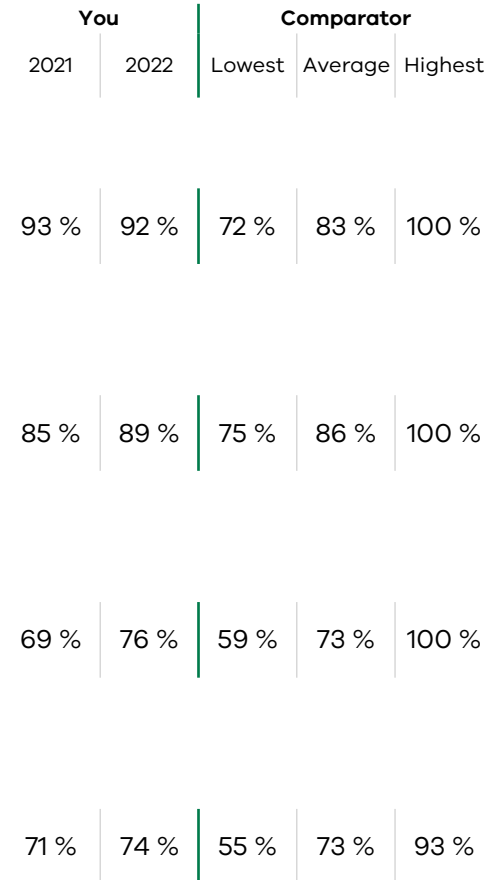 You Comparator
2021 2022 Lowest Average Highest
93 % 92 % 72 % 83 % 100 %
85 % 89 % 75 % 86 % 100 %
69 % 76 % 59 % 73 % 100 %
71 % 74 % 55 % 73 % 93 %